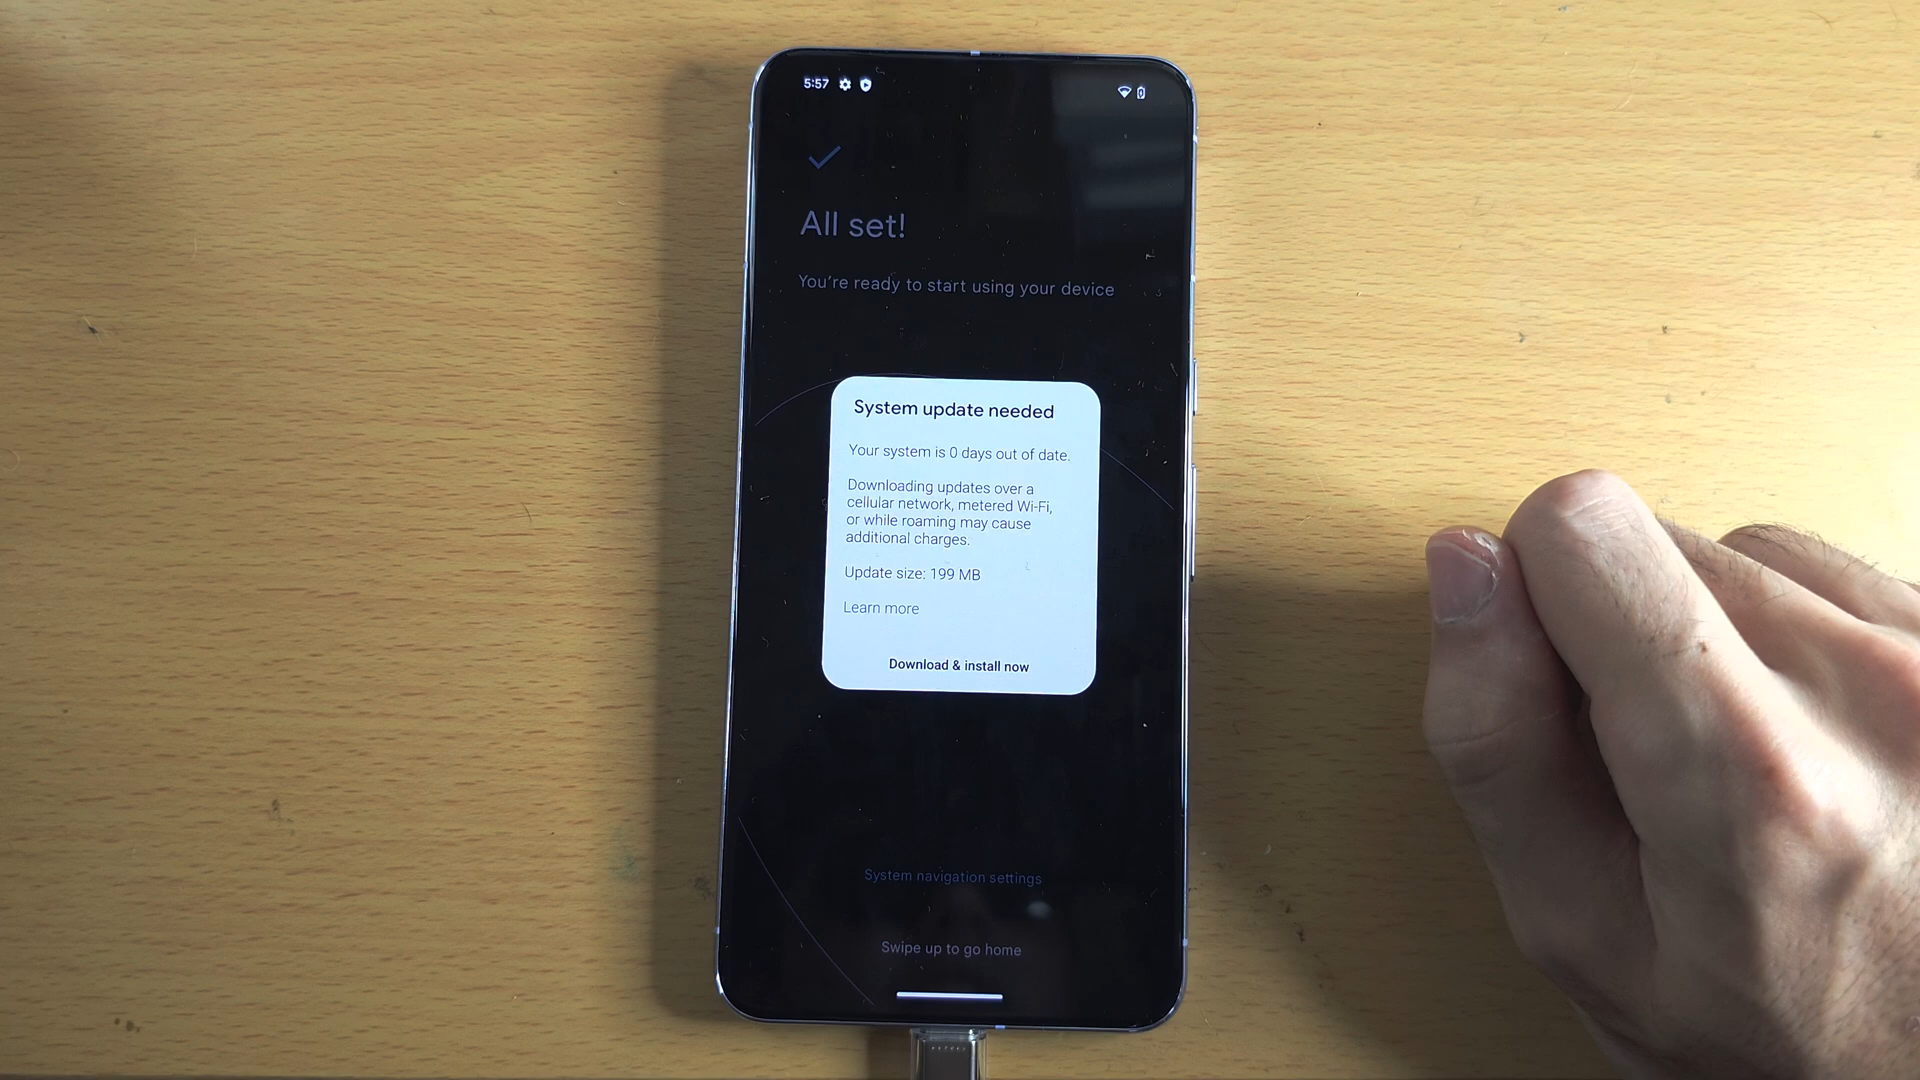 5:57
All set!
You're ready to start using your device
System update needed
Your system is 0 days out of date.
Downloading updates over a
cellular network, metered Wi-Fi,
or while roaming may cause
additional charges.
Update size: 199 MB
Learn more
Download & install now
System navigation settings
Swipe up to go home